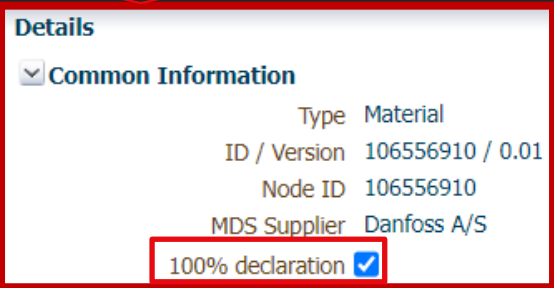 Details
Common Information
Type Material
ID / Version 106556910 / 0.01
Node ID 106556910
MDS Supplier Danfoss A/S
100% declaration